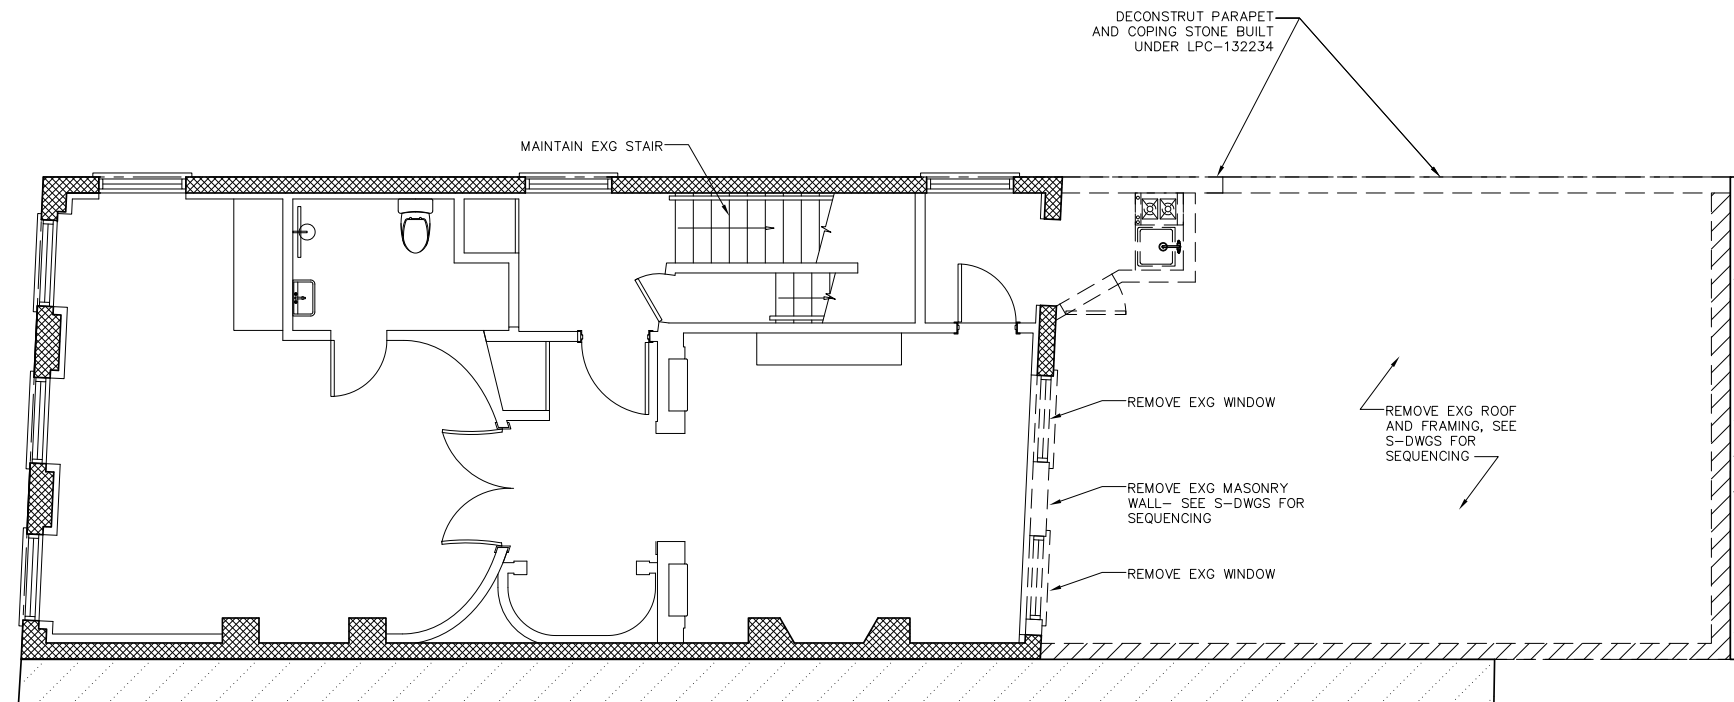 DECONSTRUT PARAPET
AND COPING STONE BUILT
UNDER LPC-132234
MAINTAIN EXG STAIR
REMOVE EXG WINDOW
REMOVE EXG ROOF
AND FRAMING, SEE
S-DWGS FOR
SEQUENCING
REMOVE EXG MASONRY
WALL- SEE S-DWGS FOR
SEQUENCING
REMOVE EXG WINDOW